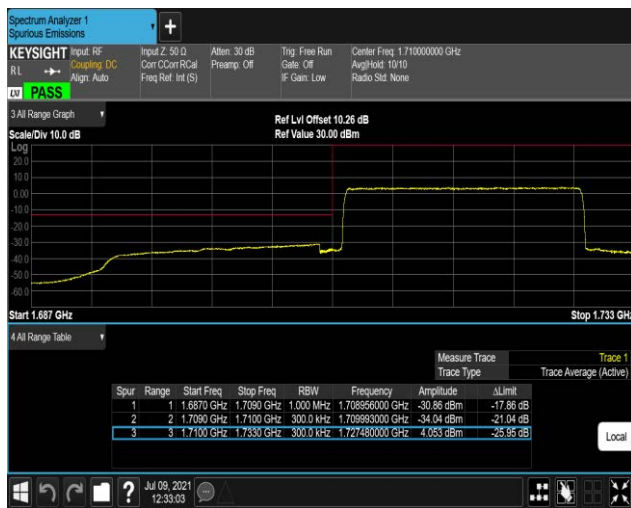 Spectrum Analyzer 1
Spurious Emissions
KEYSIGHT Input: RF Input Z: 50 Ω Atten: 30 dB Trig: Free Run Center Freq: 1.710000000 GHz
RL Coupling: DC Corr CCorr RCal Preamp: Off Gate: Off Avg|Hold: 10/10
Align: Auto Freq Ref: Int (S) IF Gain: Low Radio Std: None
LXI PASS
3 All Range Graph
Ref Lvl Offset 10.26 dB
Scale/Div 10.0 dB Ref Value 30.00 dBm
Log
20.0
10.0
0.00
-10.0
-20.0
-30.0
-40.0
-50.0
-60.0
Start 1.687 GHz Stop 1.733 GHz
4 All Range Table
Measure Trace Trace 1
Trace Type Trace Average (Active)
Spur Range Start Freq Stop Freq RBW Frequency Amplitude ΔLimit
1 1 1.6870 GHz 1.7090 GHz 1.000 MHz 1.708956000 GHz -30.86 dBm -17.86 dB
2 2 1.7090 GHz 1.7100 GHz 300.0 kHz 1.709993000 GHz -34.04 dBm -21.04 dB
3 3 1.7100 GHz 1.7330 GHz 300.0 kHz 1.727480000 GHz 4.053 dBm -25.95 dB
Local
? Jul 09, 2021
12:33:03